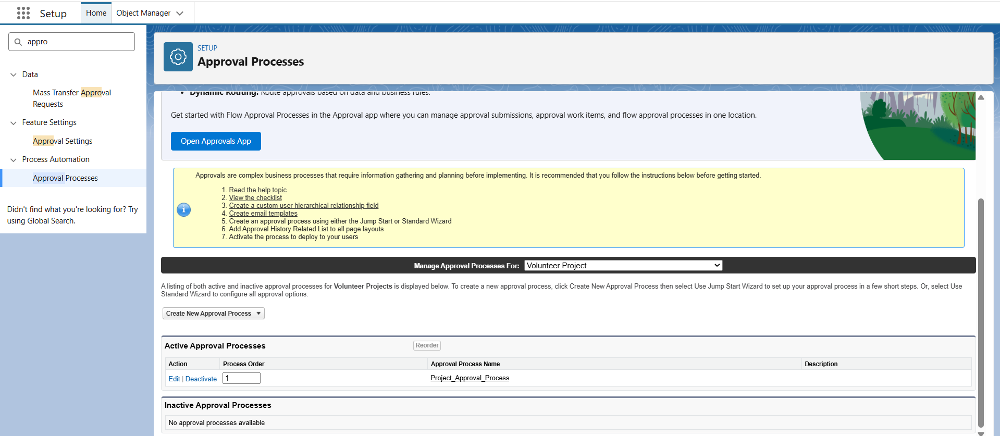 Setup
Home
Object Manager
appro
Data
Mass Transfer Approval
Requests
Feature Settings
Approval Settings
Process Automation
Approval Processes
Didn't find what you're looking for? Try
using Global Search.
SETUP
Approval Processes
• Dynamic Routing: Route approvals based on data and business rules.
Get started with Flow Approval Processes in the Approval app where you can manage approval submissions, approval work items, and flow approval processes in one location.
Open Approvals App
Approvals are complex business processes that require information gathering and planning before implementing. It is recommended that you follow the instructions below before getting started.
1. Read the help topic
2. View the checklist
3. Create a custom user hierarchical relationship field
4. Create email templates
5. Create an approval process using either the Jump Start or Standard Wizard
6. Add Approval History Related List to all page layouts
7. Activate the process to deploy to your users
Manage Approval Processes For: Volunteer Project
A listing of both active and inactive approval processes for Volunteer Projects is displayed below. To create a new approval process, click Create New Approval Process then select Use Jump Start Wizard to set up your approval process in a few short steps. Or, select Use
Standard Wizard to configure all approval options.
Create New Approval Process
Active Approval Processes Reorder
Action Process Order Approval Process Name Description
Edit | Deactivate 1 Project_Approval_Process
Inactive Approval Processes
No approval processes available